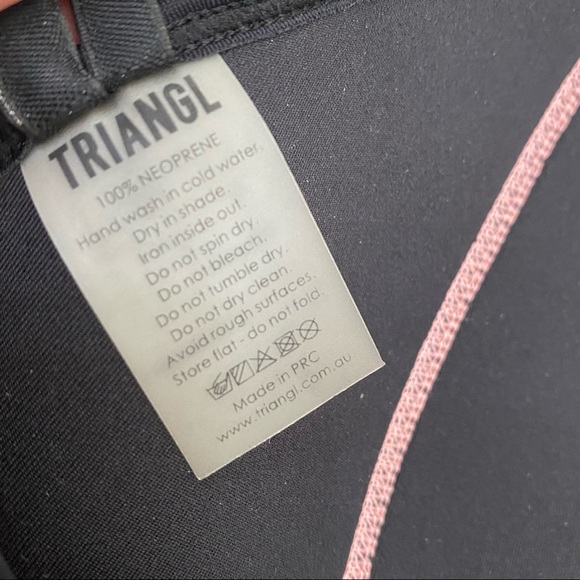 TRIANGL
100% NEOPRENE
Hand wash in cold water.
Dry in shade.
Iron inside out.
Do not spin dry.
Do not bleach.
Do not tumble dry.
Do not dry clean.
Avoid rough surfaces.
Store flat - do not fold.
Made in PRC
www.triangl.com.au